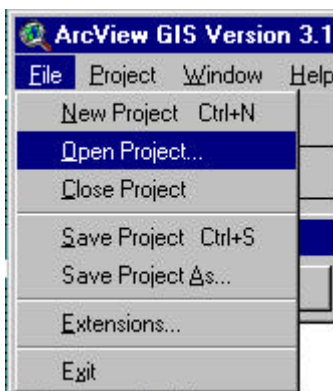 ArcView GIS Version 3.1
File Project Window Help
New Project Ctrl+N
Open Project...
Close Project
Save Project Ctrl+S
Save Project As...
Extensions...
Exit